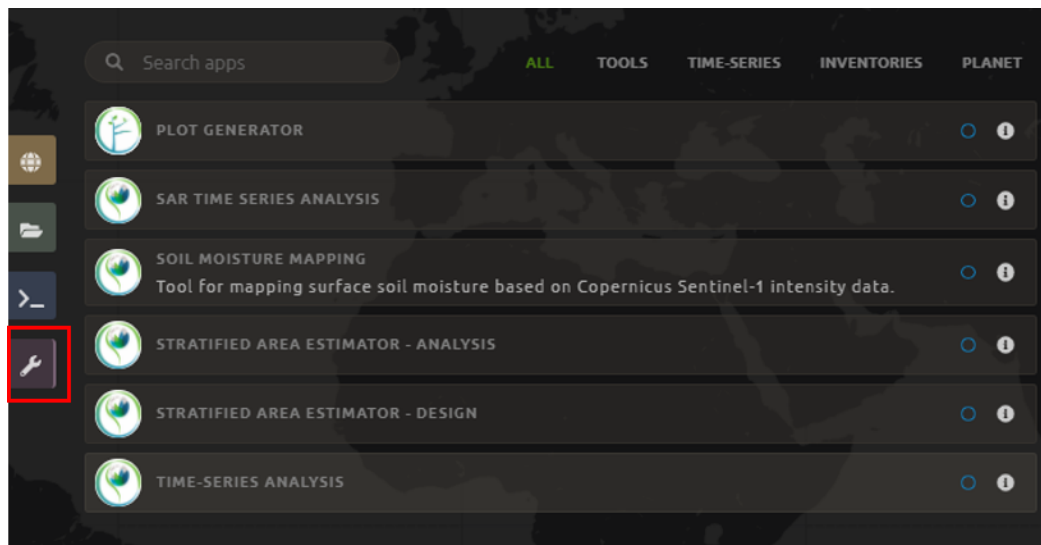 Search apps
ALL TOOLS TIME-SERIES INVENTORIES PLANET
PLOT GENERATOR
SAR TIME SERIES ANALYSIS
SOIL MOISTURE MAPPING
Tool for mapping surface soil moisture based on Copernicus Sentinel-1 intensity data.
STRATIFIED AREA ESTIMATOR - ANALYSIS
STRATIFIED AREA ESTIMATOR - DESIGN
TIME-SERIES ANALYSIS